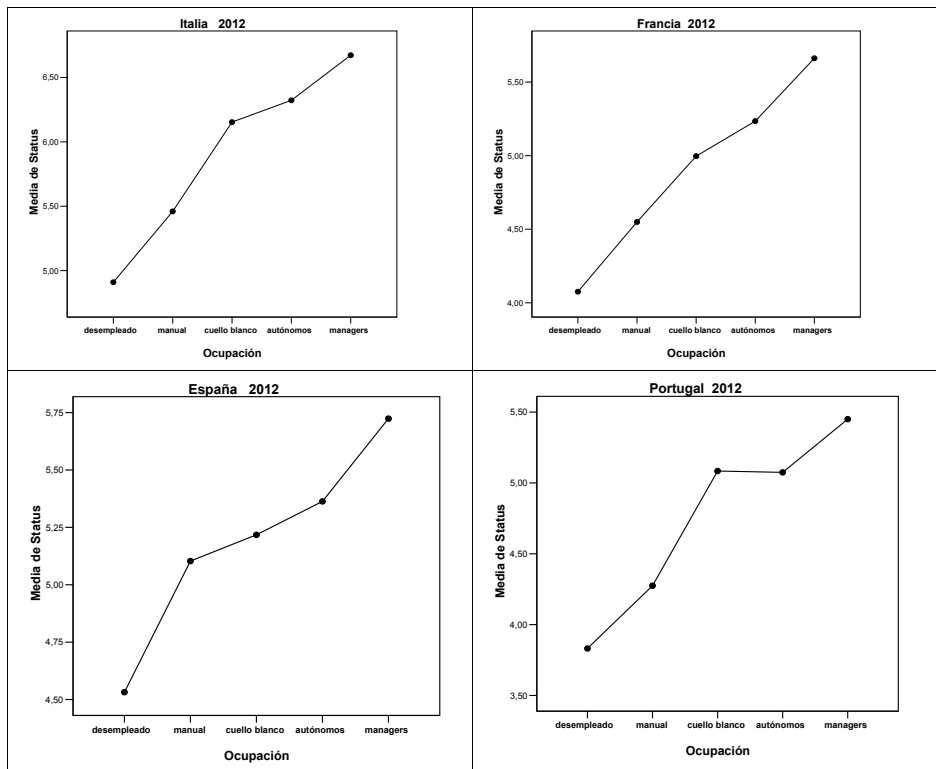 Italia 2012
6,50
6,00
5,50
5,00
Media de Status
desempleado manual cuello blanco autónomos managers
Ocupación
Francia 2012
5,50
5,00
4,50
4,00
Media de Status
desempleado manual cuello blanco autónomos managers
Ocupación
España 2012
5,75
5,50
5,25
5,00
4,75
4,50
Media de Status
desempleado manual cuello blanco autónomos managers
Ocupación
Portugal 2012
5,50
5,00
4,50
4,00
3,50
Media de Status
desempleado manual cuello blanco autónomos managers
Ocupación